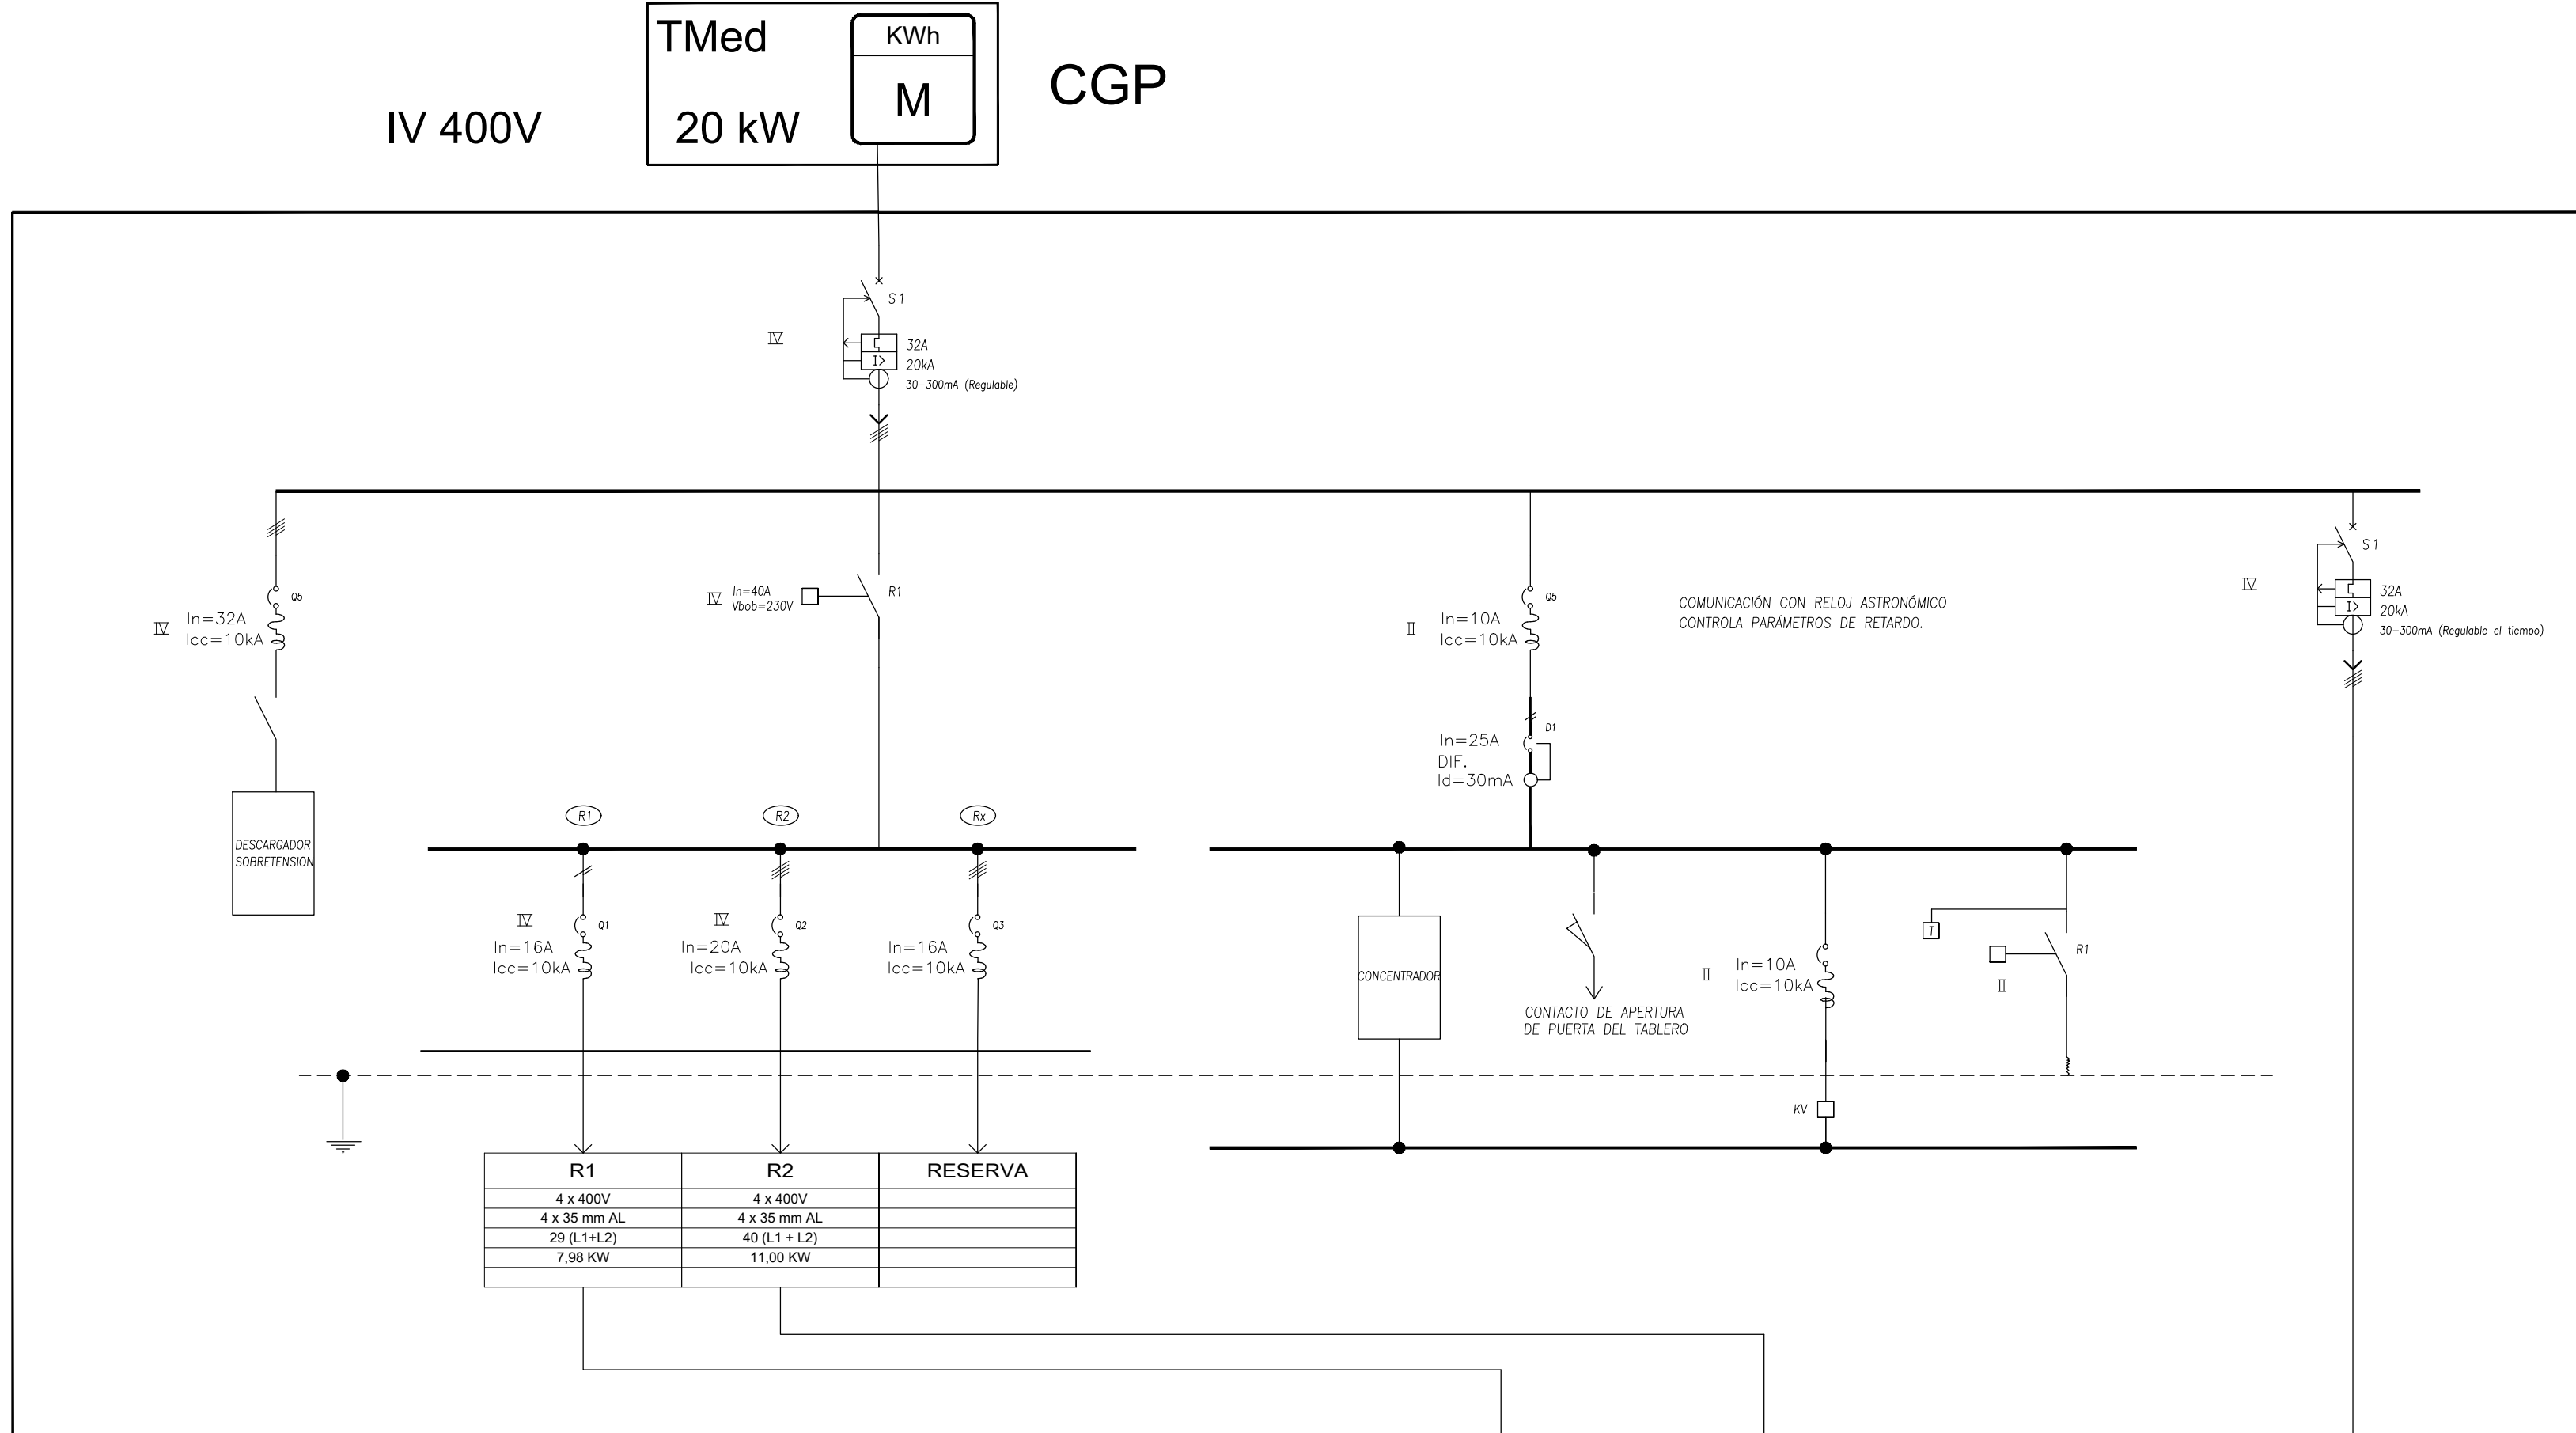 TMed
KWh
M
20 kW
IV 400V
CGP
S1
IV
32A
20kA
30-300mA (Regulable)
Q5
IV
In=32A
Icc=10kA
DESCARGADOR
SOBRETENSION
IV
In=40A
Vbob=230V
R1
Q5
II
In=10A
Icc=10kA
COMUNICACIÓN CON RELOJ ASTRONÓMICO
CONTROLA PARÁMETROS DE RETARDO.
S1
IV
32A
20kA
30-300mA (Regulable el tiempo)
D1
In=25A
DIF.
Id=30mA
R1
R2
Rx
IV
Q1
In=16A
Icc=10kA
IV
Q2
In=20A
Icc=10kA
Q3
In=16A
Icc=10kA
CONCENTRADOR
CONTACTO DE APERTURA
DE PUERTA DEL TABLERO
II
In=10A
Icc=10kA
KV
T
R1
II
R1
R2
RESERVA
4 x 400V
4 x 400V
4 x 35 mm AL
4 x 35 mm AL
29 (L1+L2)
40 (L1 + L2)
7,98 KW
11,00 KW